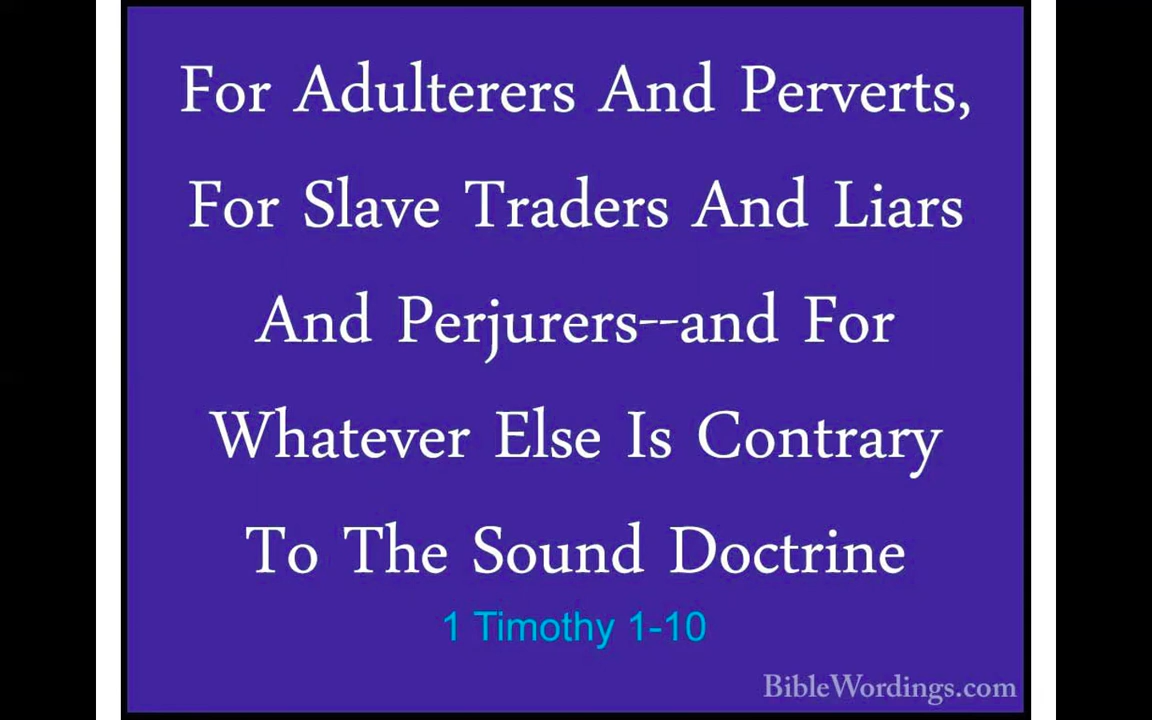 For Adulterers And Perverts,
For Slave Traders And Liars
And Perjurers--and For
Whatever Else Is Contrary
To The Sound Doctrine
1 Timothy 1-10
BibleWordings.com